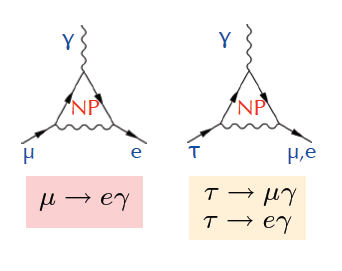 γ
NP
μ
e
μ → eγ
γ
NP
τ
μ,e
τ → μγ
τ → eγ